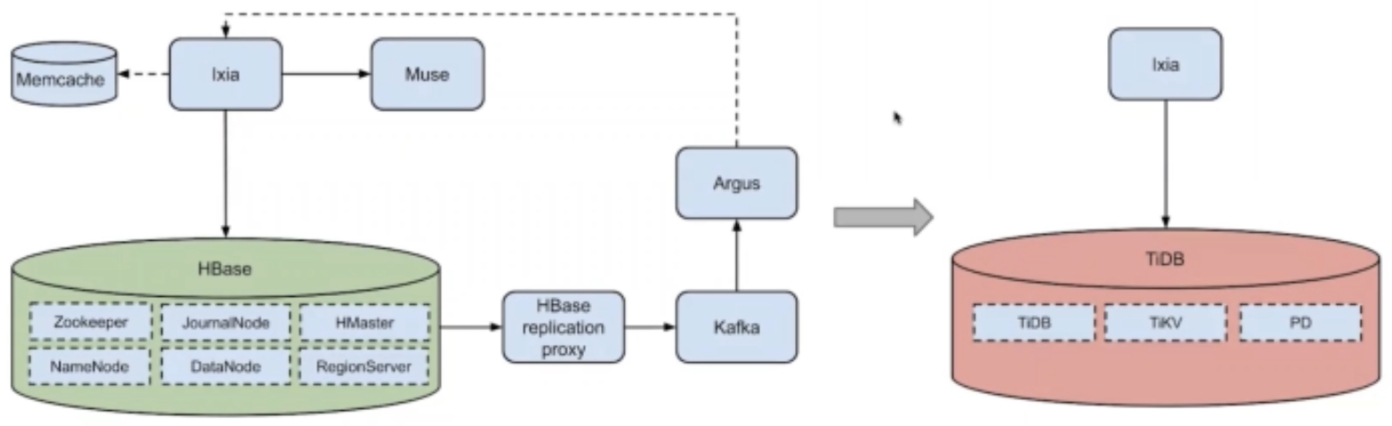 Memcache
Ixia
Muse
Argus
HBase
Zookeeper
JournalNode
HMaster
NameNode
DataNode
RegionServer
HBase
replication
proxy
Kafka
Ixia
TiDB
TiDB
TiKV
PD